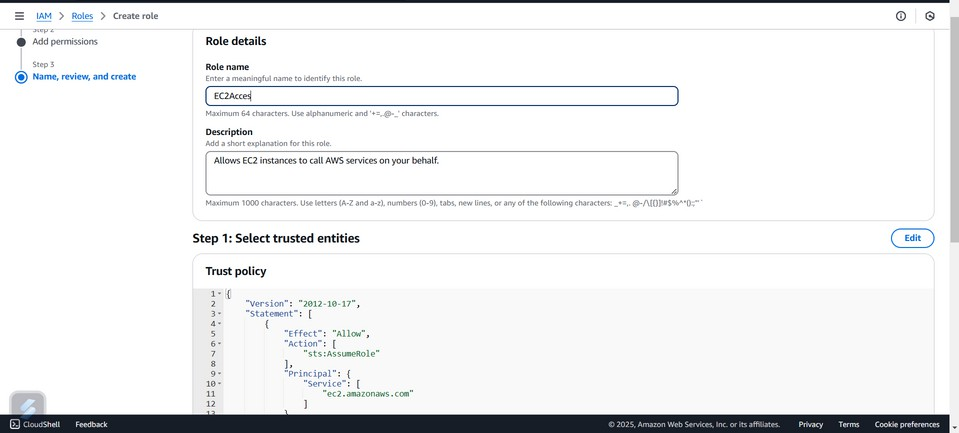 IAM > Roles > Create role
Step 2
Add permissions
Step 3
Name, review, and create
Role details
Role name
Enter a meaningful name to identify this role.
EC2Acces
Maximum 64 characters. Use alphanumeric and '+=,.@-_' characters.
Description
Add a short explanation for this role.
Allows EC2 instances to call AWS services on your behalf.
Maximum 1000 characters. Use letters (A-Z and a-z), numbers (0-9), tabs, new lines, or any of the following characters: _+=,. @-/\[{}]!#$%^*();:"'`
Step 1: Select trusted entities
Edit
Trust policy
1 {
2 "Version": "2012-10-17",
3 "Statement": [
4 {
5 "Effect": "Allow",
6 "Action": [
7 "sts:AssumeRole"
8 ],
9 "Principal": {
10 "Service": [
11 "ec2.amazonaws.com"
12 ]
13 }
CloudShell Feedback © 2025, Amazon Web Services, Inc. or its affiliates. Privacy Terms Cookie preferences